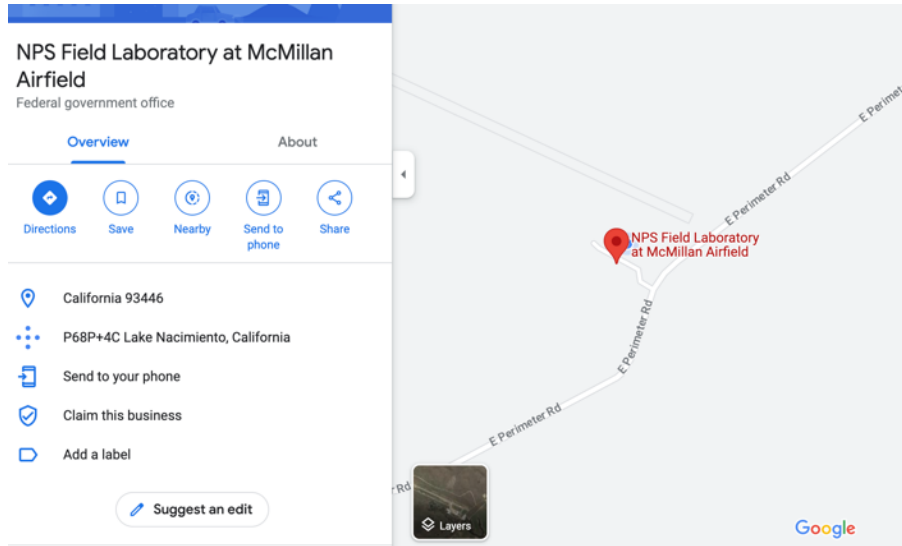 NPS Field Laboratory at McMillan
Airfield
Federal government office
Overview
About
Directions
Save
Nearby
Send to
phone
Share
California 93446
P68P+4C Lake Nacimiento, California
Send to your phone
Claim this business
Add a label
Suggest an edit
E Perimet
E Perimeter Rd
NPS Field Laboratory
at McMillan Airfield
E Perimeter Rd
E Perimeter Rd
Rd
Layers
Google